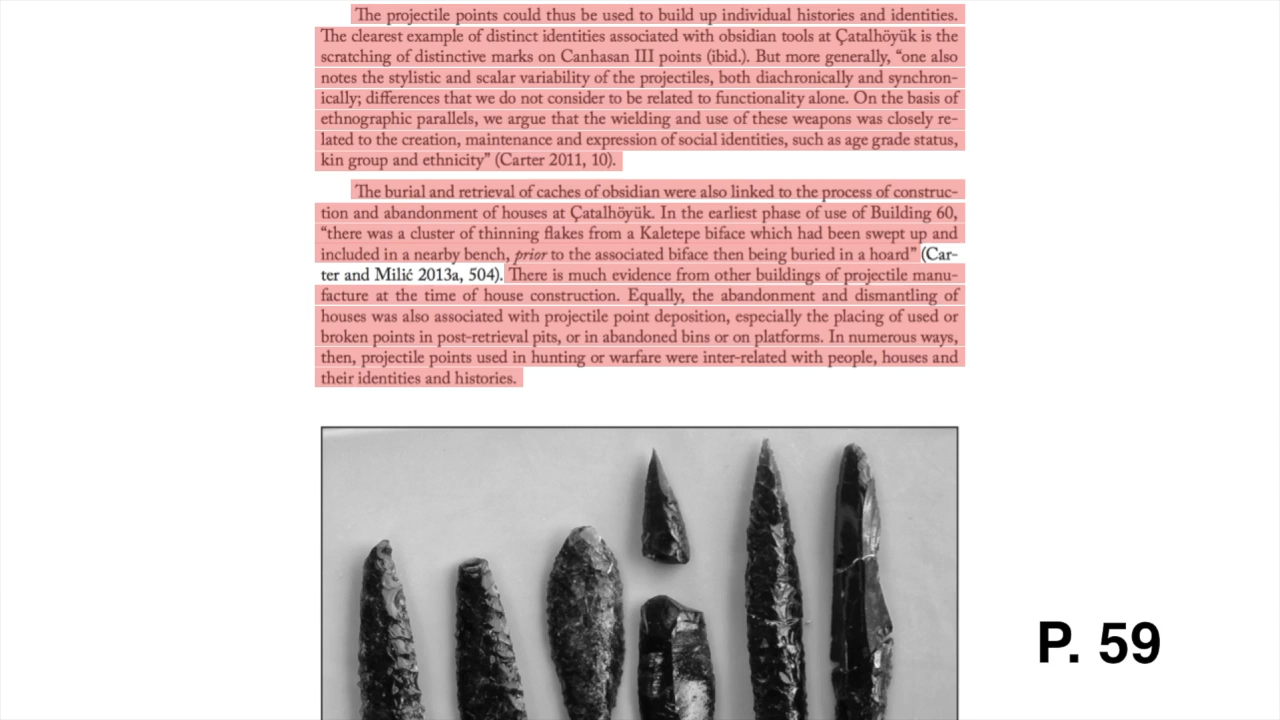 The projectile points could thus be used to build up individual histories and identities.
The clearest example of distinct identities associated with obsidian tools at Çatalhöyük is the
scratching of distinctive marks on Canhasan III points (ibid.). But more generally, “one also
notes the stylistic and scalar variability of the projectiles, both diachronically and synchron-
ically; differences that we do not consider to be related to functionality alone. On the basis of
ethnographic parallels, we argue that the wielding and use of these weapons was closely re-
lated to the creation, maintenance and expression of social identities, such as age grade status,
kin group and ethnicity” (Carter 2011, 10).
The burial and retrieval of caches of obsidian were also linked to the process of construc-
tion and abandonment of houses at Çatalhöyük. In the earliest phase of use of Building 60,
“there was a cluster of thinning flakes from a Kaletepe biface which had been swept up and
included in a nearby bench, prior to the associated biface then being buried in a hoard” (Car-
ter and Milić 2013a, 504). There is much evidence from other buildings of projectile manu-
facture at the time of house construction. Equally, the abandonment and dismantling of
houses was also associated with projectile point deposition, especially the placing of used or
broken points in post-retrieval pits, or in abandoned bins or on platforms. In numerous ways,
then, projectile points used in hunting or warfare were inter-related with people, houses and
their identities and histories.
P. 59